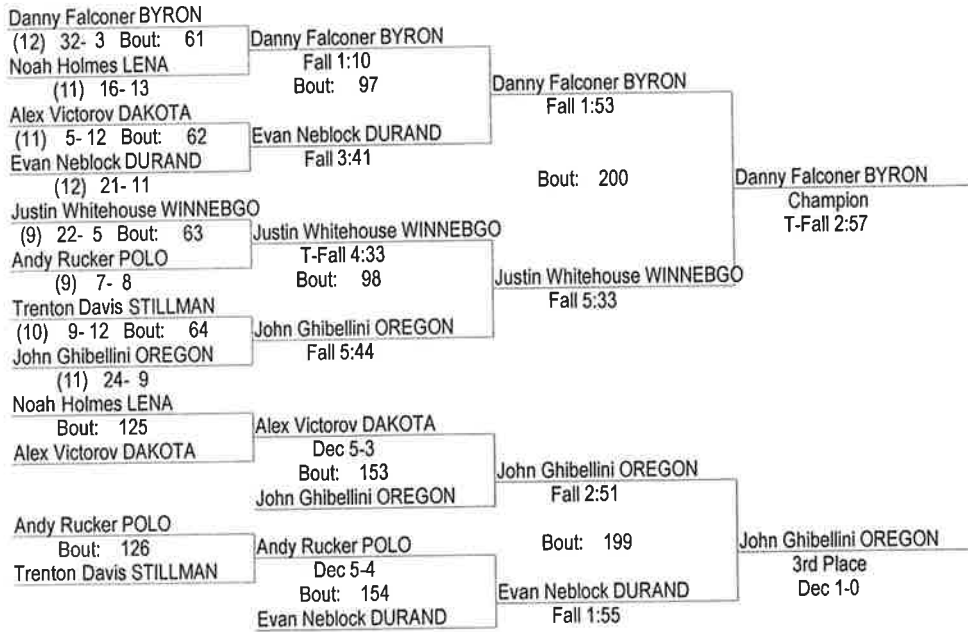 Danny Falconer BYRON
(12) 32- 3 Bout: 61
Noah Holmes LENA
(11) 16- 13
Alex Victorov DAKOTA
(11) 5- 12 Bout: 62
Evan Neblock DURAND
(12) 21- 11
Justin Whitehouse WINNEBGO
(9) 22- 5 Bout: 63
Andy Rucker POLO
(9) 7- 8
Trenton Davis STILLMAN
(10) 9- 12 Bout: 64
John Ghibellini OREGON
(11) 24- 9
Danny Falconer BYRON
Fall 1:10
Bout: 97
Evan Neblock DURAND
Fall 3:41
Justin Whitehouse WINNEBGO
T-Fall 4:33
Bout: 98
John Ghibellini OREGON
Fall 5:44
Danny Falconer BYRON
Fall 1:53
Bout: 200
Justin Whitehouse WINNEBGO
Fall 5:33
Danny Falconer BYRON
Champion
T-Fall 2:57
Noah Holmes LENA
Bout: 125
Alex Victorov DAKOTA
Andy Rucker POLO
Bout: 126
Trenton Davis STILLMAN
Alex Victorov DAKOTA
Dec 5-3
Bout: 153
John Ghibellini OREGON
Andy Rucker POLO
Dec 5-4
Bout: 154
Evan Neblock DURAND
John Ghibellini OREGON
Fall 2:51
Bout: 199
Evan Neblock DURAND
Fall 1:55
John Ghibellini OREGON
3rd Place
Dec 1-0